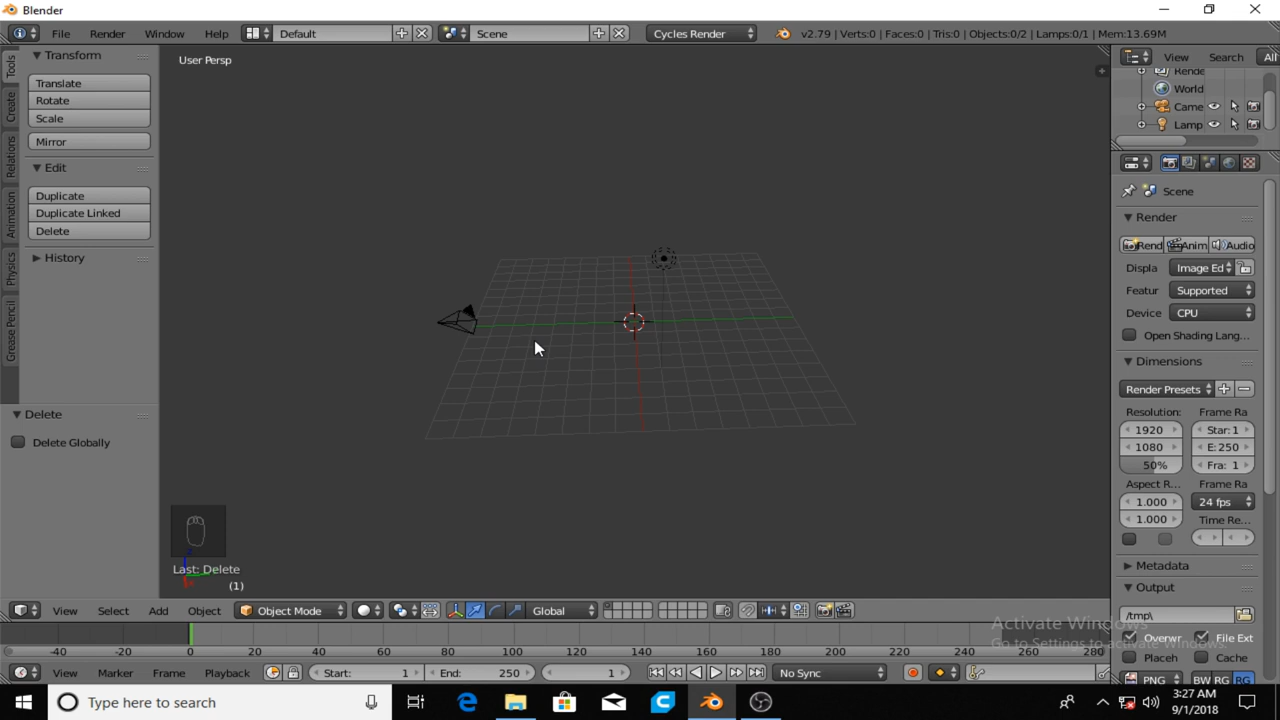 Blender
File Render Window Help Default Scene Cycles Render v2.79 | Verts:0 | Faces:0 | Tris:0 | Objects:0/2 | Lamps:0/1 | Mem:13.69M
Tools
Create
Relations
Animation
Physics
Grease Pencil
Transform
Translate
Rotate
Scale
Mirror
Edit
Duplicate
Duplicate Linked
Delete
History
Delete
Delete Globally
User Persp
Last: Delete
(1)
View Search All
Rende
World
Came
Lamp
Scene
Render
Rend Anim Audio
Displa Image Ed
Featur Supported
Device CPU
Open Shading Lang...
Dimensions
Render Presets
Resolution: Frame Ra
1920 Star: 1
1080 E: 250
50% Fra: 1
Aspect R... Frame Ra
1.000 24 fps
1.000 Time Re...
Metadata
Output
/tmp\
Overwr File Ext
Placeh Cache
PNG BW RG RG
View Select Add Object Object Mode Global
Activate Windows
Go to Settings to activate Windows.
-40 -20 0 20 40 60 80 100 120 140 160 180 200 220 240 260 280
View Marker Frame Playback Start: 1 End: 250 1 No Sync
Type here to search
3:27 AM
9/1/2018